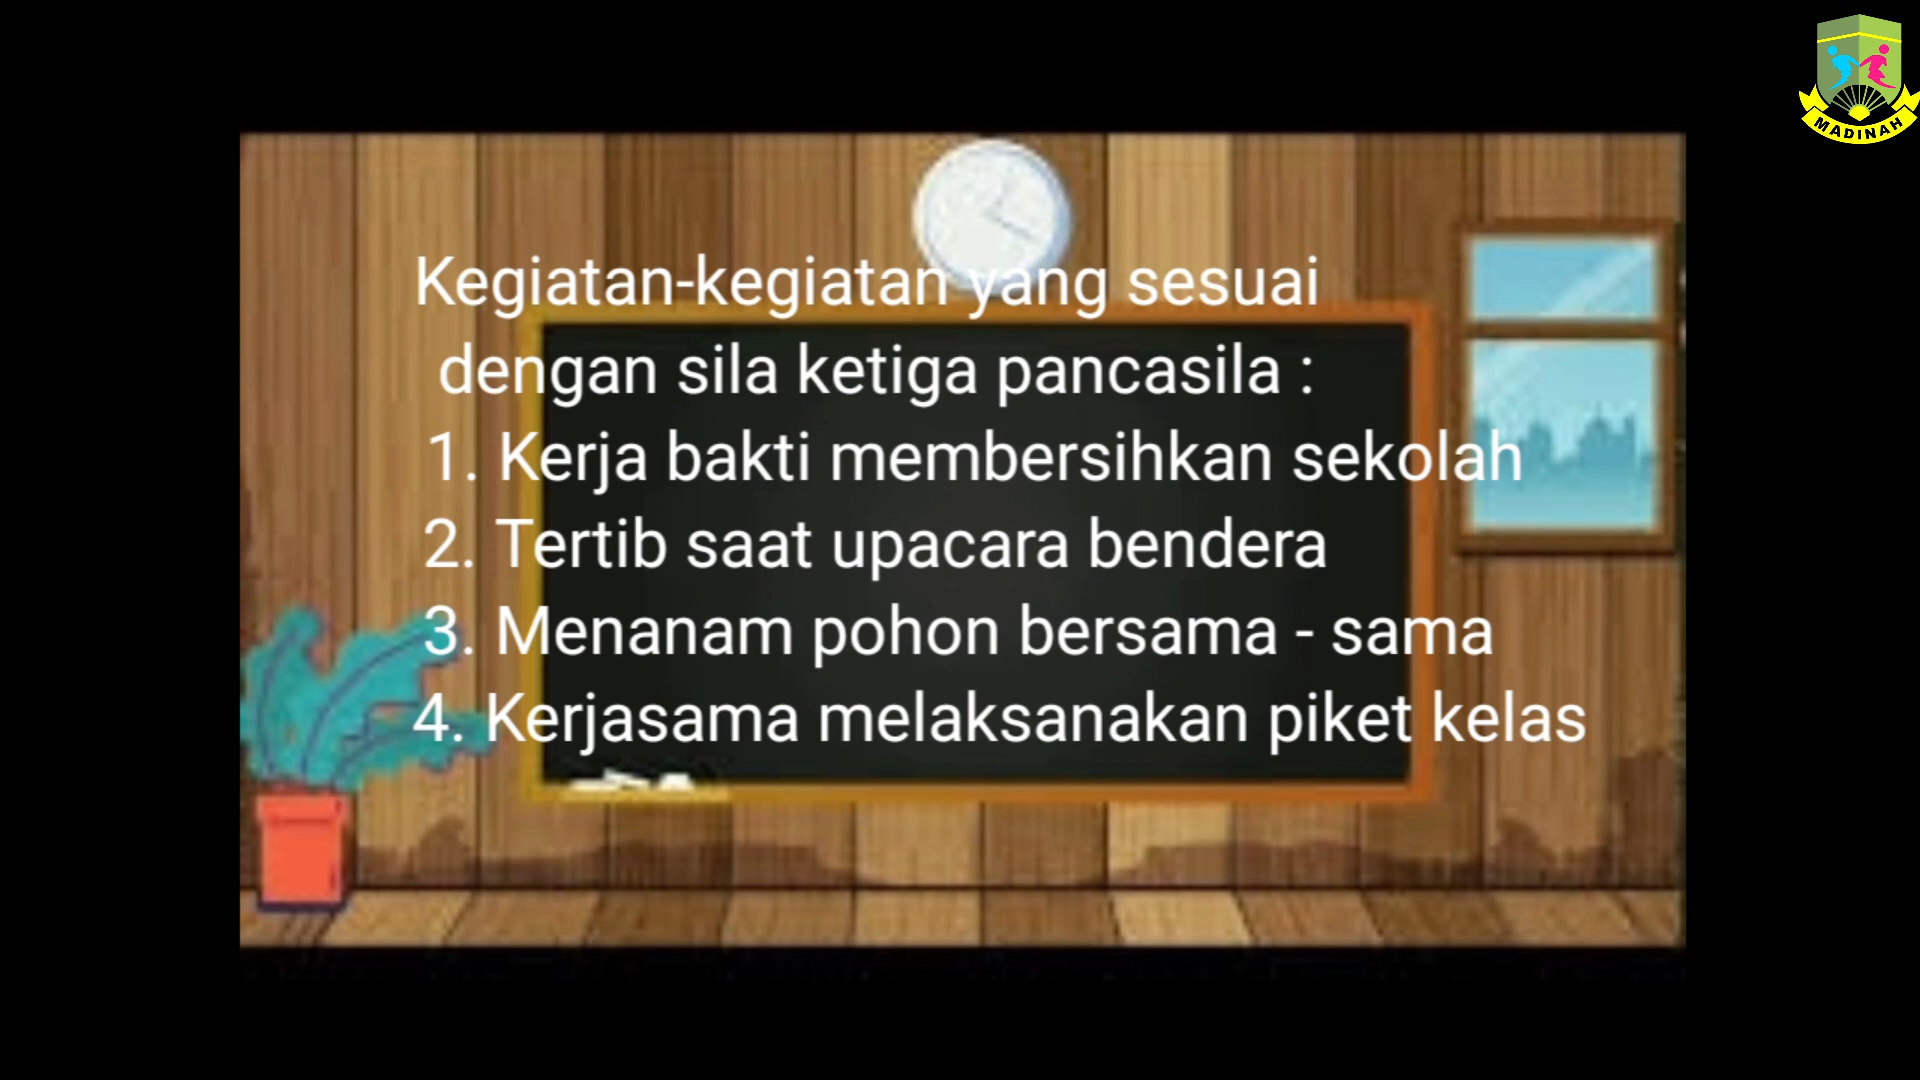 MADINAH
Kegiatan-kegiatan yang sesuai
dengan sila ketiga pancasila :
1. Kerja bakti membersihkan sekolah
2. Tertib saat upacara bendera
3. Menanam pohon bersama - sama
4. Kerjasama melaksanakan piket kelas